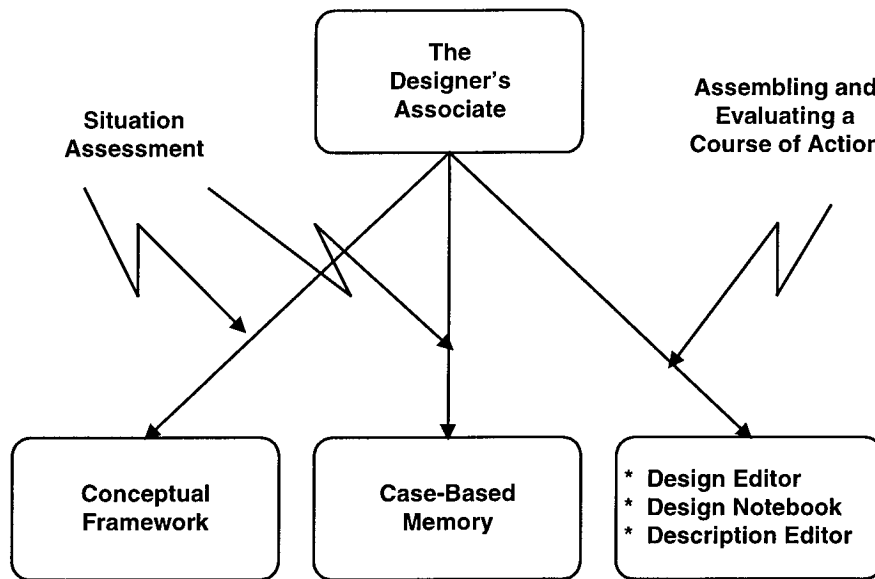 The
Designer's
Associate
Situation
Assessment
Assembling and
Evaluating a
Course of Action
Conceptual
Framework
Case-Based
Memory
* Design Editor
* Design Notebook
* Description Editor